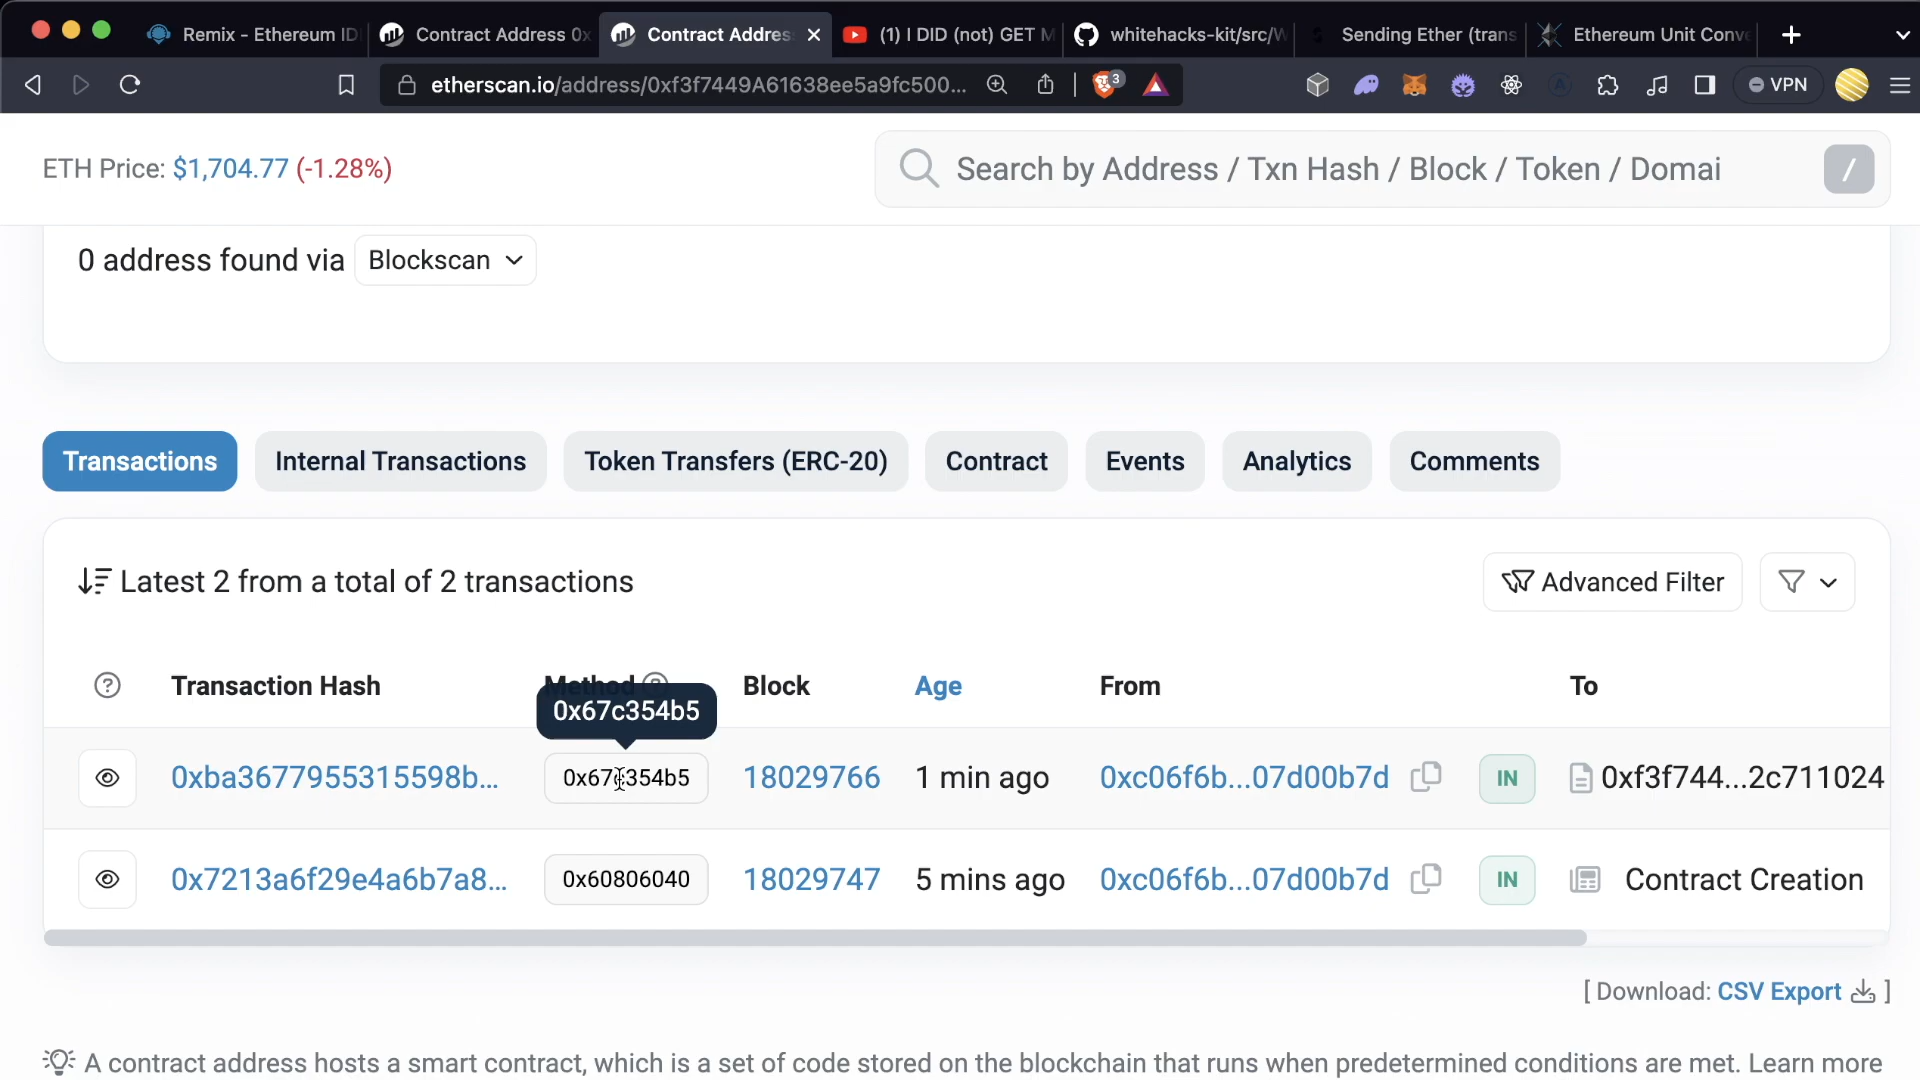 Remix - Ethereum ID
Contract Address 0x
Contract Addres
(1) I DID (not) GET M
whitehacks-kit/src/W
Sending Ether (trans
Ethereum Unit Conve
etherscan.io/address/0xf3f7449A61638ee5a9fc500...
3
VPN
ETH Price: $1,704.77 (-1.28%)
Search by Address / Txn Hash / Block / Token / Domai
/
0 address found via Blockscan
Transactions
Internal Transactions
Token Transfers (ERC-20)
Contract
Events
Analytics
Comments
Latest 2 from a total of 2 transactions
Advanced Filter
Transaction Hash Method Block Age From To
0x67c354b5
0xba3677955315598b... 0x67c354b5 18029766 1 min ago 0xc06f6b...07d00b7d IN 0xf3f744...2c711024
0x7213a6f29e4a6b7a8... 0x60806040 18029747 5 mins ago 0xc06f6b...07d00b7d IN Contract Creation
[ Download: CSV Export ]
A contract address hosts a smart contract, which is a set of code stored on the blockchain that runs when predetermined conditions are met. Learn more